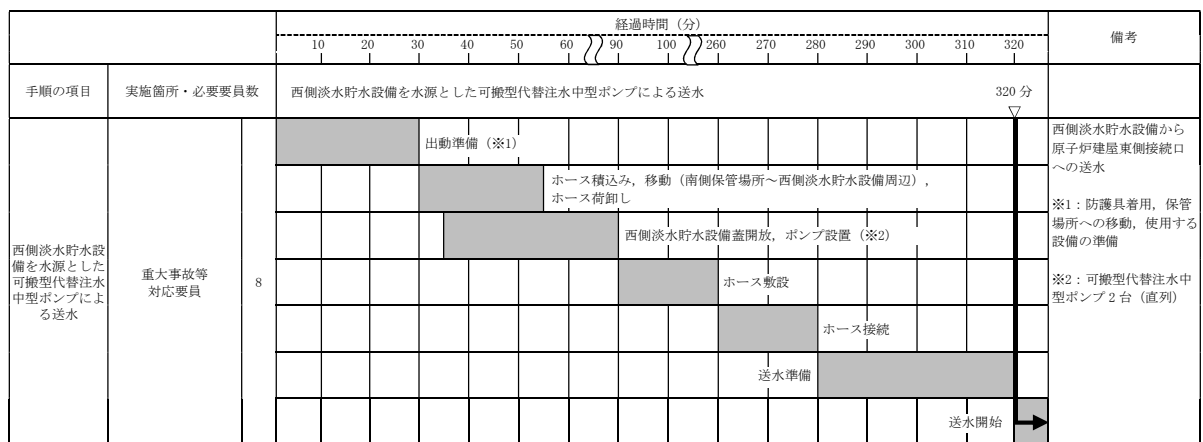 経過時間（分）
備考
10 20 30 40 50 60 90 100 260 270 280 290 300 310 320
手順の項目
実施箇所・必要要員数
西側淡水貯水設備を水源とした可搬型代替注水中型ポンプによる送水
320 分
▽
西側淡水貯水設
備を水源とした
可搬型代替注水
中型ポンプによ
る送水
重大事故等
対応要員
8
出動準備（※1）
ホース積込み，移動（南側保管場所～西側淡水貯水設備周辺），
ホース荷卸し
西側淡水貯水設備蓋開放，ポンプ設置（※2）
ホース敷設
ホース接続
送水準備
送水開始
西側淡水貯水設備から
原子炉建屋東側接続口
への送水
※1：防護具着用，保管
場所への移動，使用する
設備の準備
※2：可搬型代替注水中
型ポンプ 2 台（直列）